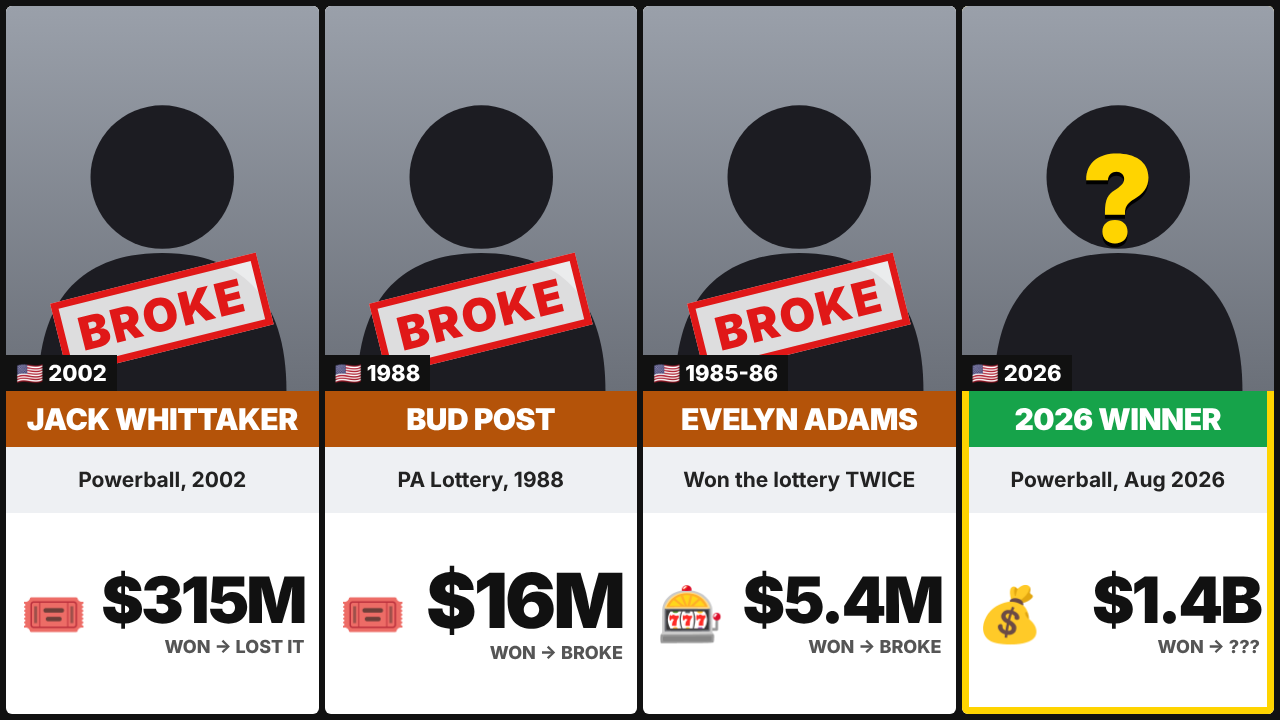 BROKE
2002
JACK WHITTAKER
Powerball, 2002
$315M
WON → LOST IT
BROKE
1988
BUD POST
PA Lottery, 1988
$16M
WON → BROKE
BROKE
1985-86
EVELYN ADAMS
Won the lottery TWICE
777
$5.4M
WON → BROKE
?
2026
2026 WINNER
Powerball, Aug 2026
$
$1.4B
WON → ???